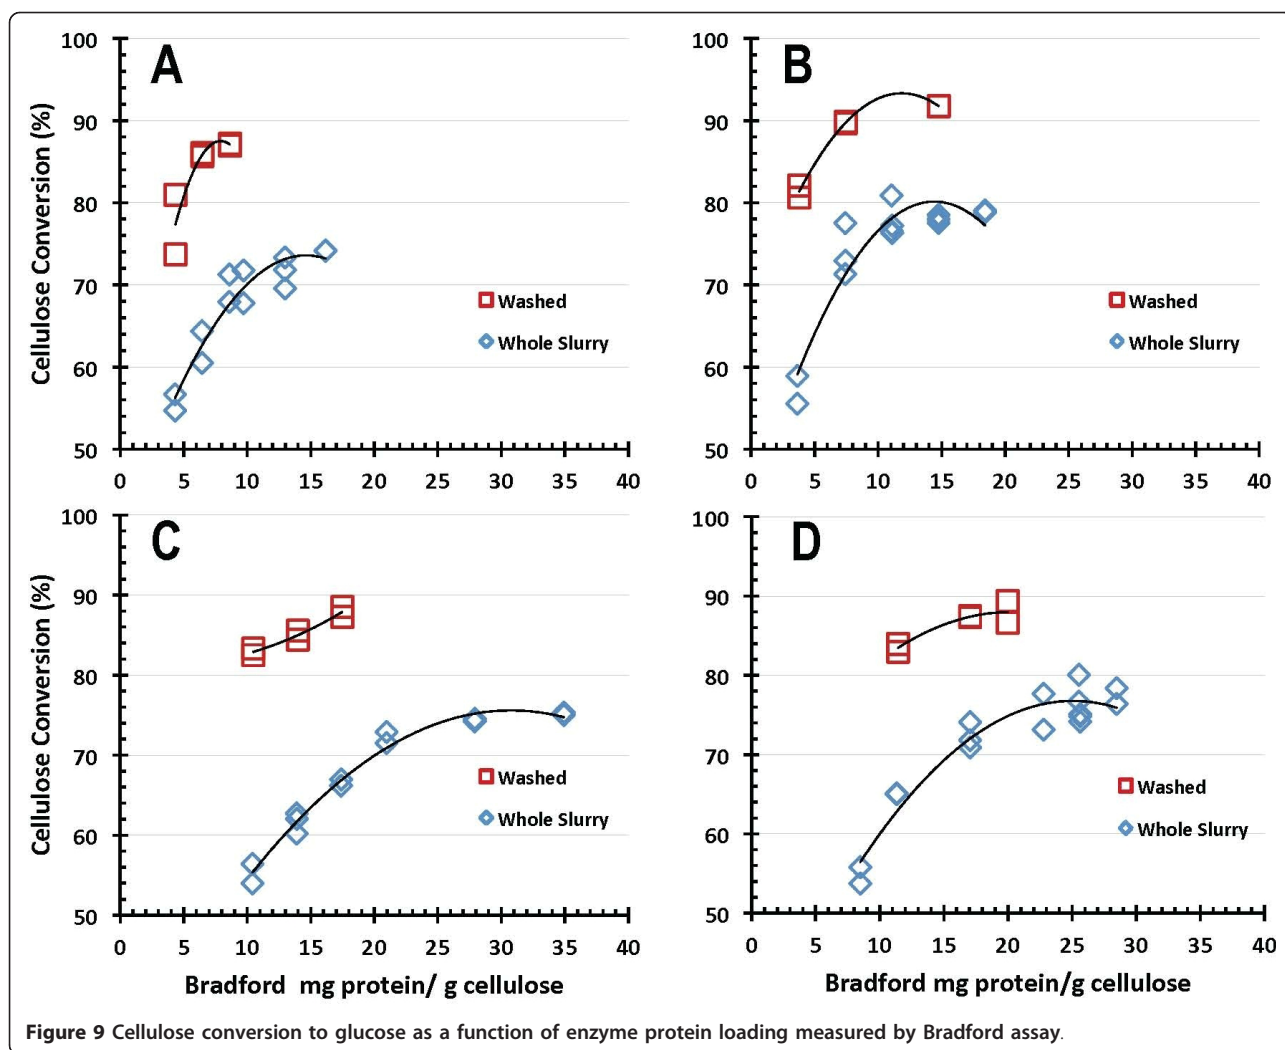 A
Cellulose Conversion (%)
100
90
80
70
60
50
0 5 10 15 20 25 30 35 40
Washed
Whole Slurry
B
100
90
80
70
60
50
0 5 10 15 20 25 30 35 40
Washed
Whole Slurry
C
Cellulose Conversion (%)
100
90
80
70
60
50
0 5 10 15 20 25 30 35 40
Washed
Whole Slurry
Bradford mg protein/ g cellulose
D
100
90
80
70
60
50
0 5 10 15 20 25 30 35 40
Washed
Whole Slurry
Bradford mg protein/g cellulose
Figure 9 Cellulose conversion to glucose as a function of enzyme protein loading measured by Bradford assay.